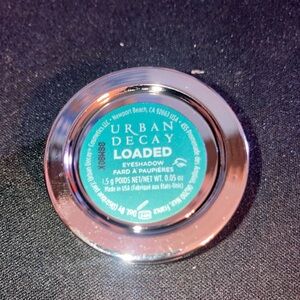 Newport Beach, CA 92663 USA •
URBAN
DECAY
LOADED
EYESHADOW
FARD À PAUPIÈRES
1.5 g POIDS NET/NET WT. 0.05 oz
Made in USA (Fabriqué aux États-Unis)